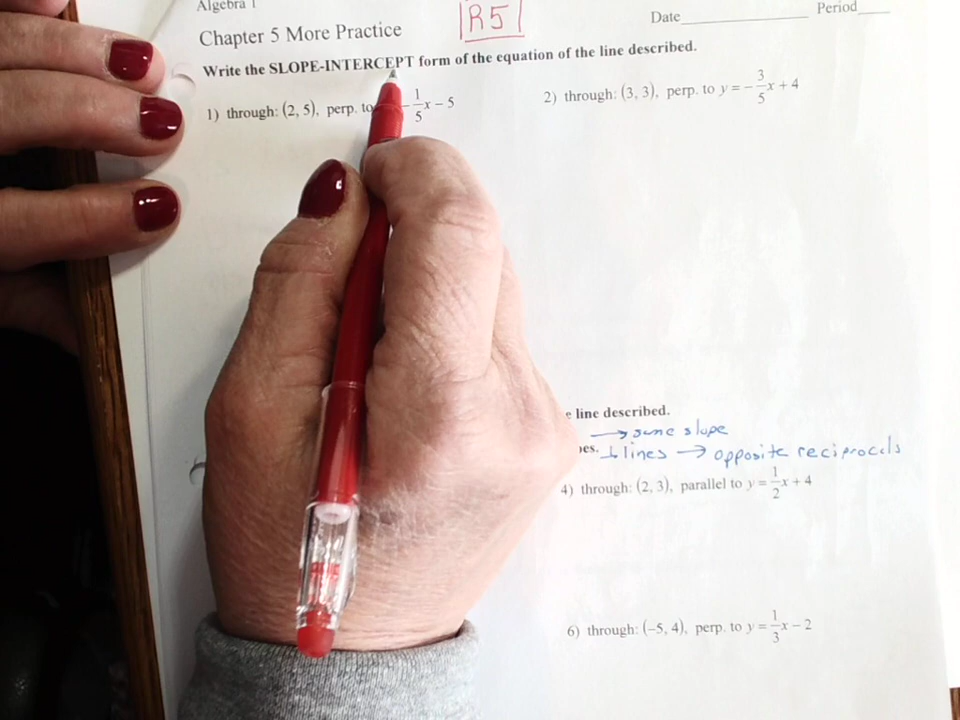 Algebra 1
R5
Date____________ Period____
Chapter 5 More Practice
Write the SLOPE-INTERCEPT form of the equation of the line described.
1) through: (2, 5), perp. to − 1/5 x − 5
2) through: (3, 3), perp. to y = − 3/5 x + 4
line described.
→ same slope
⊥ lines → opposite reciprocals
4) through: (2, 3), parallel to y = 1/2 x + 4
6) through: (−5, 4), perp. to y = 1/3 x − 2